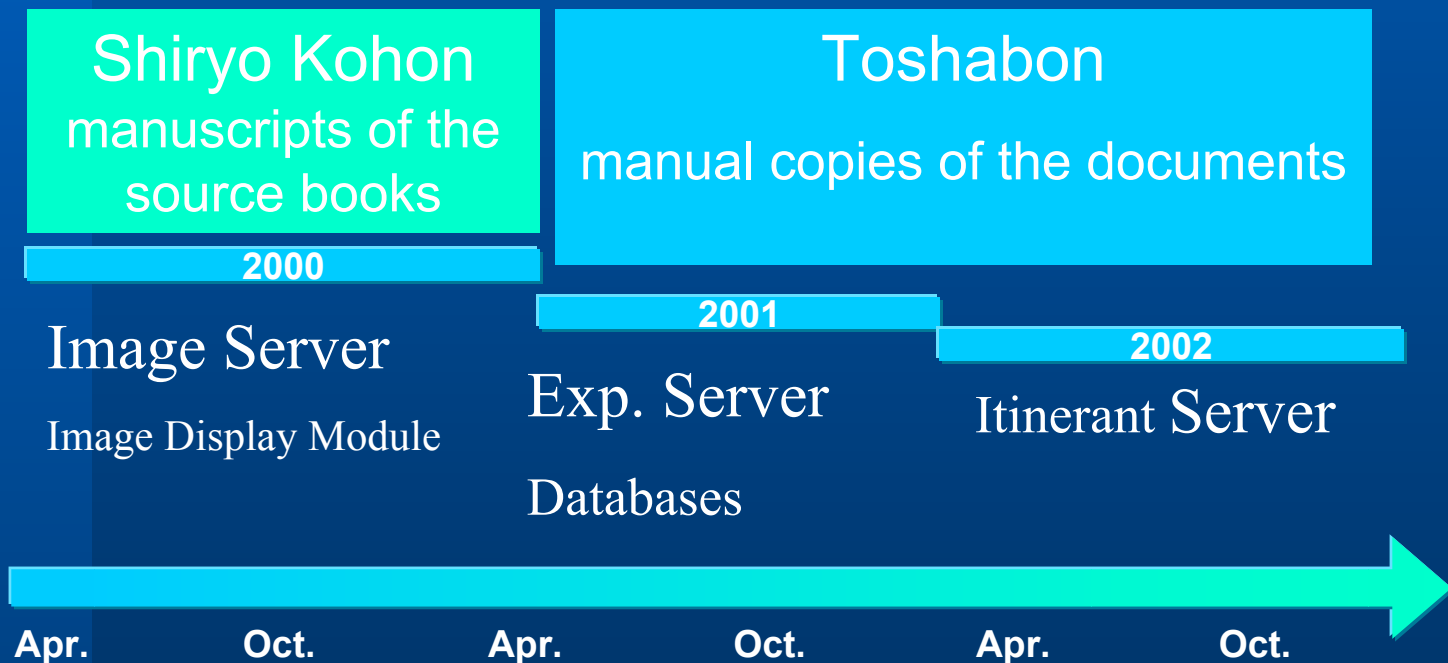 Shiryo Kohon
manuscripts of the
source books
Toshabon
manual copies of the documents
2000
2001
2002
Image Server
Image Display Module
Exp. Server
Databases
Itinerant Server
Apr. Oct. Apr. Oct. Apr. Oct.